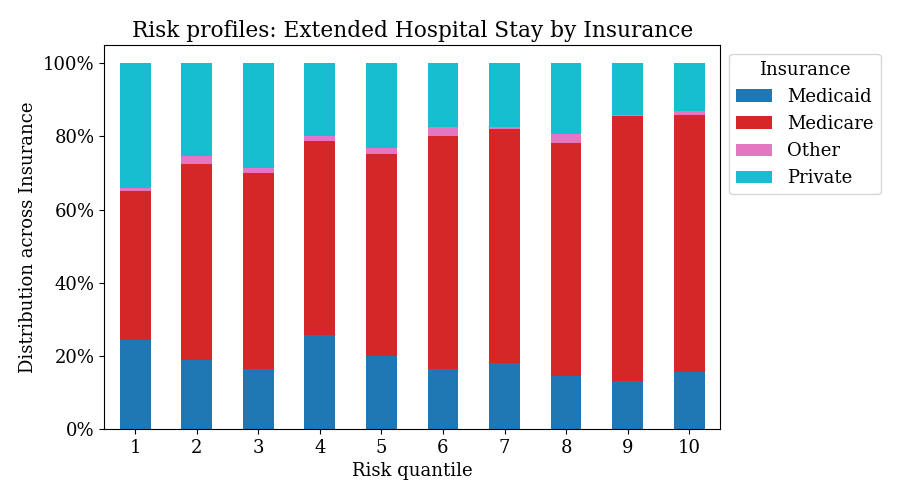 Risk profiles: Extended Hospital Stay by Insurance
Distribution across Insurance
100%
80%
60%
40%
20%
0%
1 2 3 4 5 6 7 8 9 10
Risk quantile
Insurance
Medicaid
Medicare
Other
Private